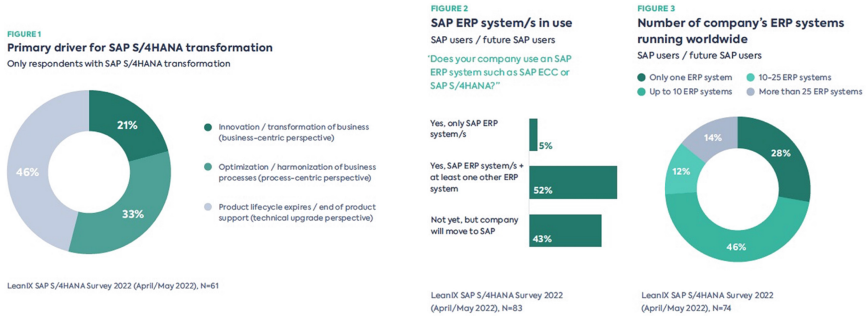 FIGURE 1
Primary driver for SAP S/4HANA transformation
Only respondents with SAP S/4HANA transformation
21%
33%
46%
Innovation / transformation of business
(business-centric perspective)
Optimization / harmonization of business
processes (process-centric perspective)
Product lifecycle expires / end of product
support (technical upgrade perspective)
LeanIX SAP S/4HANA Survey 2022 (April/May 2022), N=61
FIGURE 2
SAP ERP system/s in use
SAP users / future SAP users
"Does your company use an SAP
ERP system such as SAP ECC or
SAP S/4HANA?"
Yes, only SAP ERP
system/s
5%
Yes, SAP ERP system/s +
at least one other ERP
system
52%
Not yet, but company
will move to SAP
43%
LeanIX SAP S/4HANA Survey 2022
(April/May 2022), N=83
FIGURE 3
Number of company's ERP systems
running worldwide
SAP users / future SAP users
Only one ERP system
10-25 ERP systems
Up to 10 ERP systems
More than 25 ERP systems
14%
28%
12%
46%
LeanIX SAP S/4HANA Survey 2022
(April/May 2022), N=74